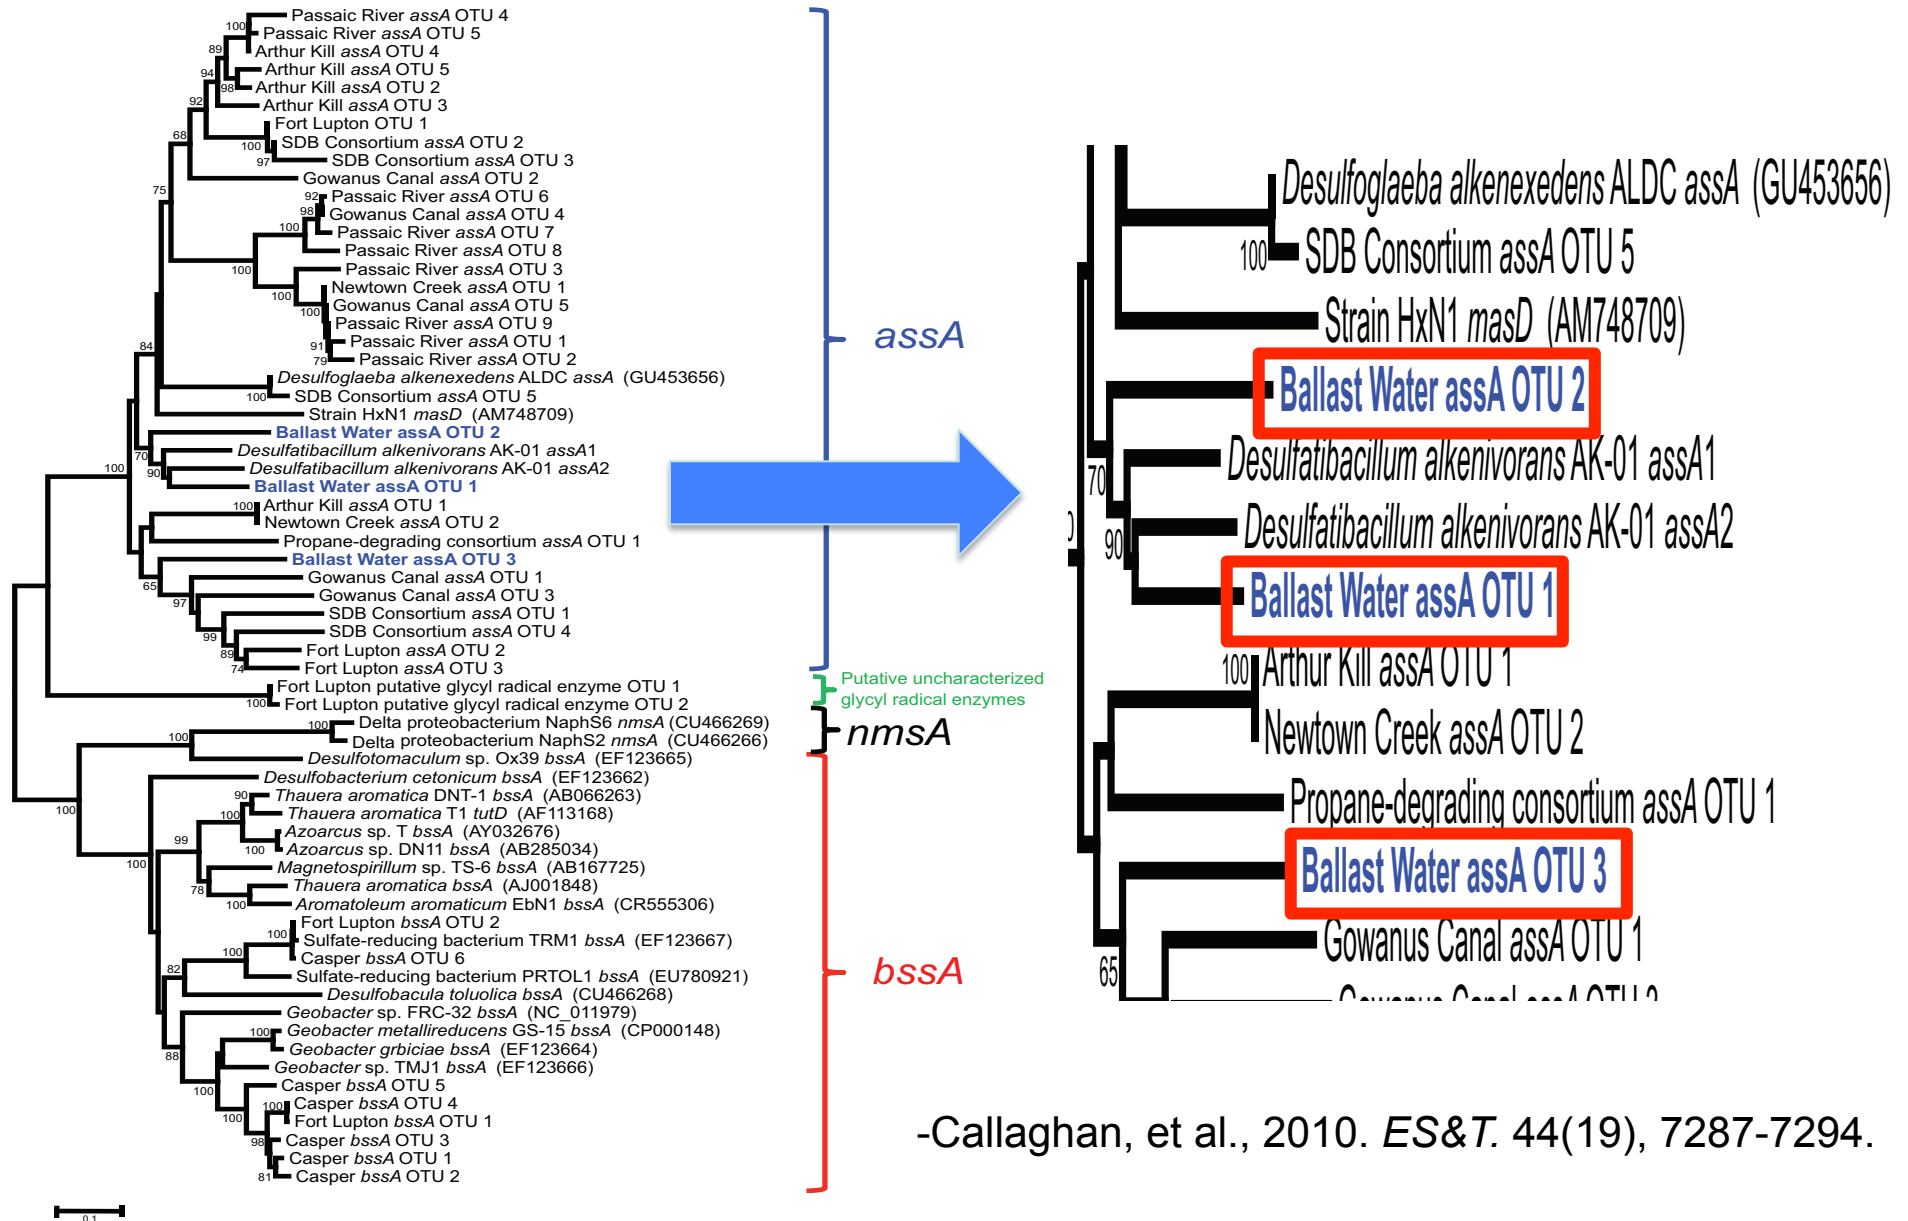 Passaic River assA OTU 4
100
Passaic River assA OTU 5
89
Arthur Kill assA OTU 4
94
Arthur Kill assA OTU 5
98
Arthur Kill assA OTU 2
92
Arthur Kill assA OTU 3
Fort Lupton OTU 1
68
100
SDB Consortium assA OTU 2
97
SDB Consortium assA OTU 3
Gowanus Canal assA OTU 2
75
92
Passaic River assA OTU 6
98
Gowanus Canal assA OTU 4
100
Passaic River assA OTU 7
Passaic River assA OTU 8
100
Passaic River assA OTU 3
100
Newtown Creek assA OTU 1
Gowanus Canal assA OTU 5
100
Passaic River assA OTU 9
91
Passaic River assA OTU 1
84
79
Passaic River assA OTU 2
Desulfoglaeba alkenexedens ALDC assA (GU453656)
100
SDB Consortium assA OTU 5
Strain HxN1 masD (AM748709)
Ballast Water assA OTU 2
70
Desulfatibacillum alkenivorans AK-01 assA1
100
90
Desulfatibacillum alkenivorans AK-01 assA2
Ballast Water assA OTU 1
100
Arthur Kill assA OTU 1
Newtown Creek assA OTU 2
Propane-degrading consortium assA OTU 1
Ballast Water assA OTU 3
65
Gowanus Canal assA OTU 1
97
Gowanus Canal assA OTU 3
SDB Consortium assA OTU 1
99
SDB Consortium assA OTU 4
89
Fort Lupton assA OTU 2
74
Fort Lupton assA OTU 3
Fort Lupton putative glycyl radical enzyme OTU 1
100
Fort Lupton putative glycyl radical enzyme OTU 2
100
Delta proteobacterium NaphS6 nmsA (CU466269)
100
Delta proteobacterium NaphS2 nmsA (CU466266)
Desulfotomaculum sp. Ox39 bssA (EF123665)
100
Desulfobacterium cetonicum bssA (EF123662)
90
Thauera aromatica DNT-1 bssA (AB066263)
100
Thauera aromatica T1 tutD (AF113168)
99
Azoarcus sp. T bssA (AY032676)
100
Azoarcus sp. DN11 bssA (AB285034)
100
Magnetospirillum sp. TS-6 bssA (AB167725)
78
Thauera aromatica bssA (AJ001848)
100
Aromatoleum aromaticum EbN1 bssA (CR555306)
Fort Lupton bssA OTU 2
100
Sulfate-reducing bacterium TRM1 bssA (EF123667)
100
Casper bssA OTU 6
82
Sulfate-reducing bacterium PRTOL1 bssA (EU780921)
Desulfobacula toluolica bssA (CU466268)
Geobacter sp. FRC-32 bssA (NC_011979)
100
Geobacter metallireducens GS-15 bssA (CP000148)
88
Geobacter grbiciae bssA (EF123664)
Geobacter sp. TMJ1 bssA (EF123666)
100
Casper bssA OTU 5
100
100
Casper bssA OTU 4
Fort Lupton bssA OTU 1
98
Casper bssA OTU 3
Casper bssA OTU 1
81
Casper bssA OTU 2
0.1
assA
Putative uncharacterized
glycyl radical enzymes
nmsA
bssA
Desulfoglaeba alkenexedens ALDC assA (GU453656)
100
SDB Consortium assA OTU 5
Strain HxN1 masD (AM748709)
Ballast Water assA OTU 2
Desulfatibacillum alkenivorans AK-01 assA1
70
Desulfatibacillum alkenivorans AK-01 assA2
90
Ballast Water assA OTU 1
100
Arthur Kill assA OTU 1
Newtown Creek assA OTU 2
Propane-degrading consortium assA OTU 1
Ballast Water assA OTU 3
Gowanus Canal assA OTU 1
65
-Callaghan, et al., 2010. ES&T. 44(19), 7287-7294.